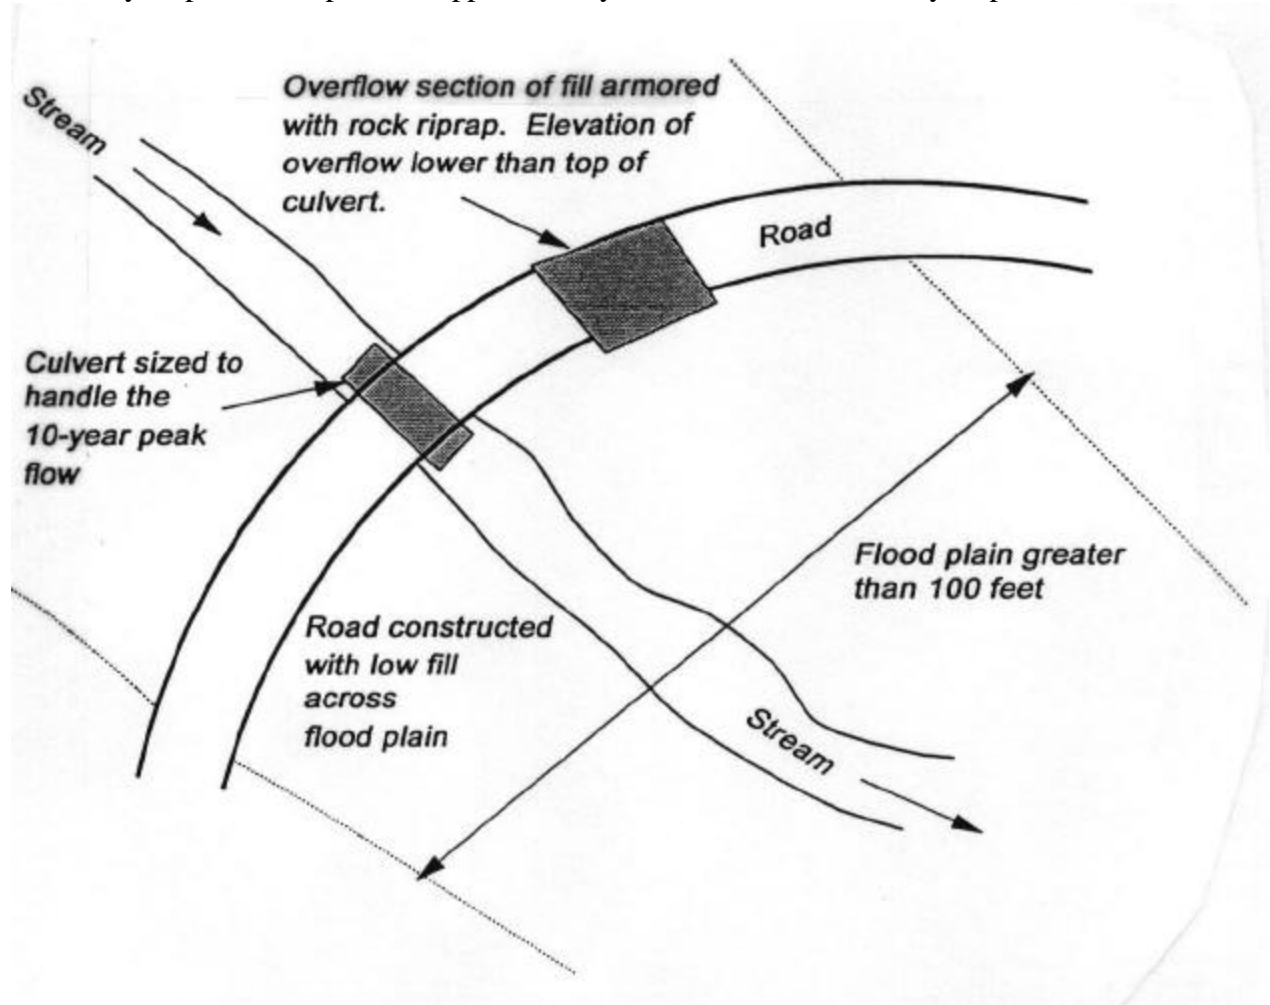 Stream
Overflow section of fill armored
with rock riprap. Elevation of
overflow lower than top of
culvert.
Road
Culvert sized to
handle the
10-year peak
flow
Flood plain greater
than 100 feet
Road constructed
with low fill
across
flood plain
Stream